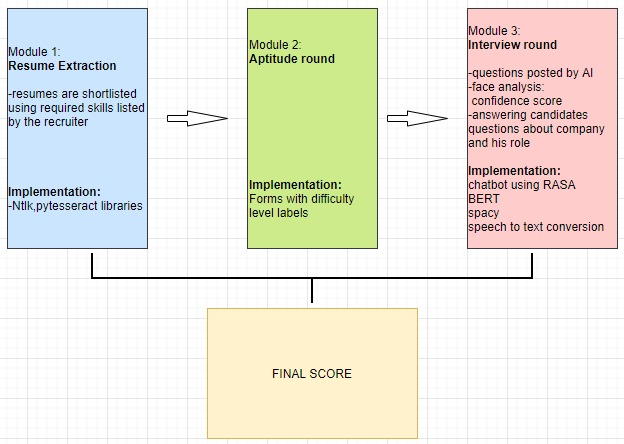 Module 1:
Resume Extraction
-resumes are shortlisted
using required skills listed
by the recruiter
Implementation:
-Ntlk,pytesseract libraries
Module 2:
Aptitude round
Implementation:
Forms with difficulty
level labels
Module 3:
Interview round
-questions posted by AI
-face analysis:
confidence score
-answering candidates
questions about company
and his role
Implementation:
chatbot using RASA
BERT
spacy
speech to text conversion
FINAL SCORE